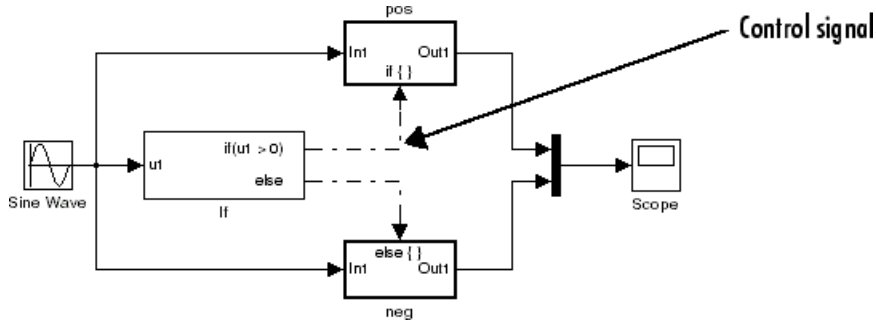 pos
Control signal
In1
Out1
if { }
if(u1 > 0)
u1
else
Sine Wave
If
Scope
else { }
In1
Out1
neg